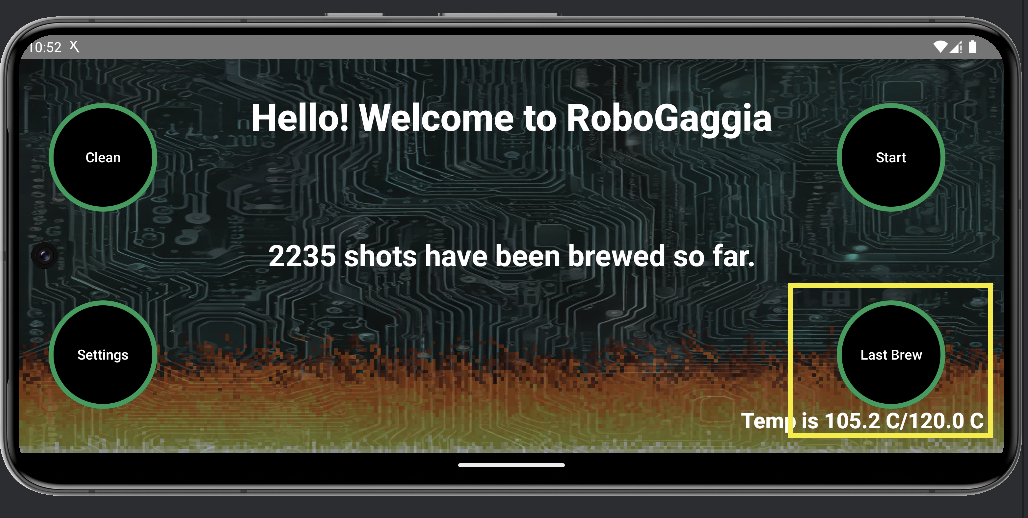 10:52
Hello! Welcome to RoboGaggia
Clean
Start
2235 shots have been brewed so far.
Settings
Last Brew
Temp is 105.2 C/120.0 C